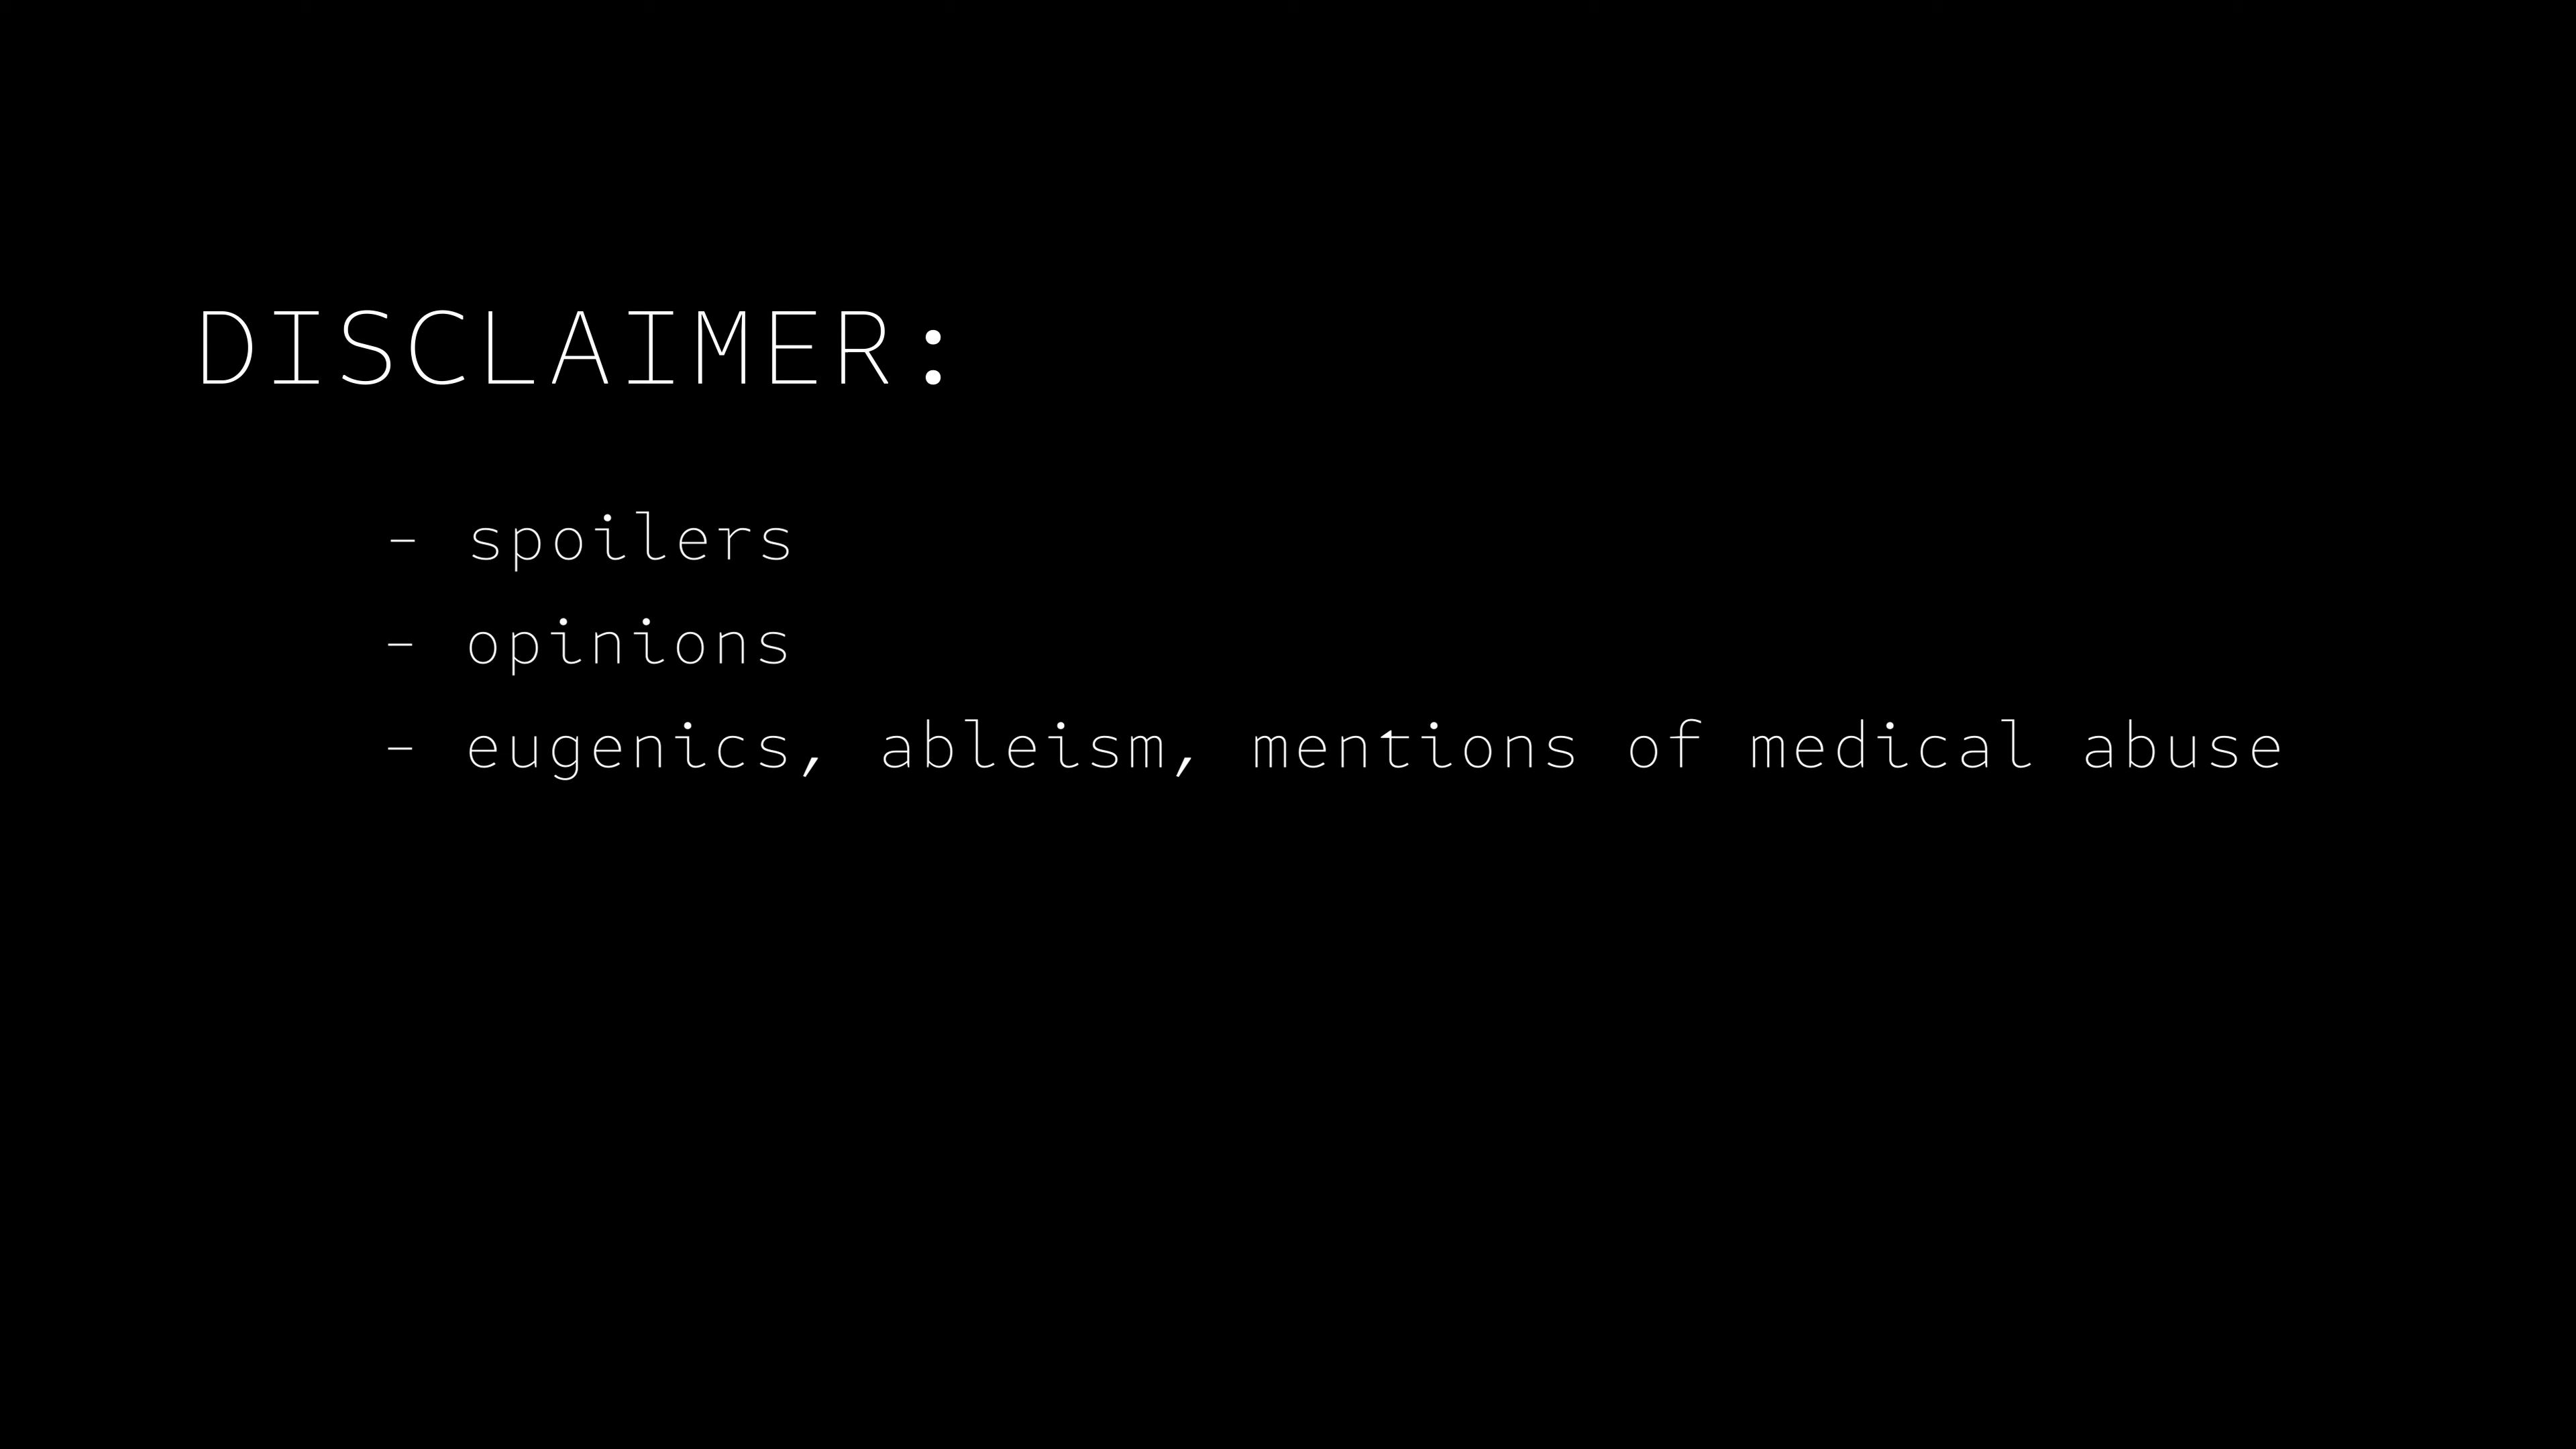 DISCLAIMER:
- spoilers
- opinions
- eugenics, ableism, mentions of medical abuse